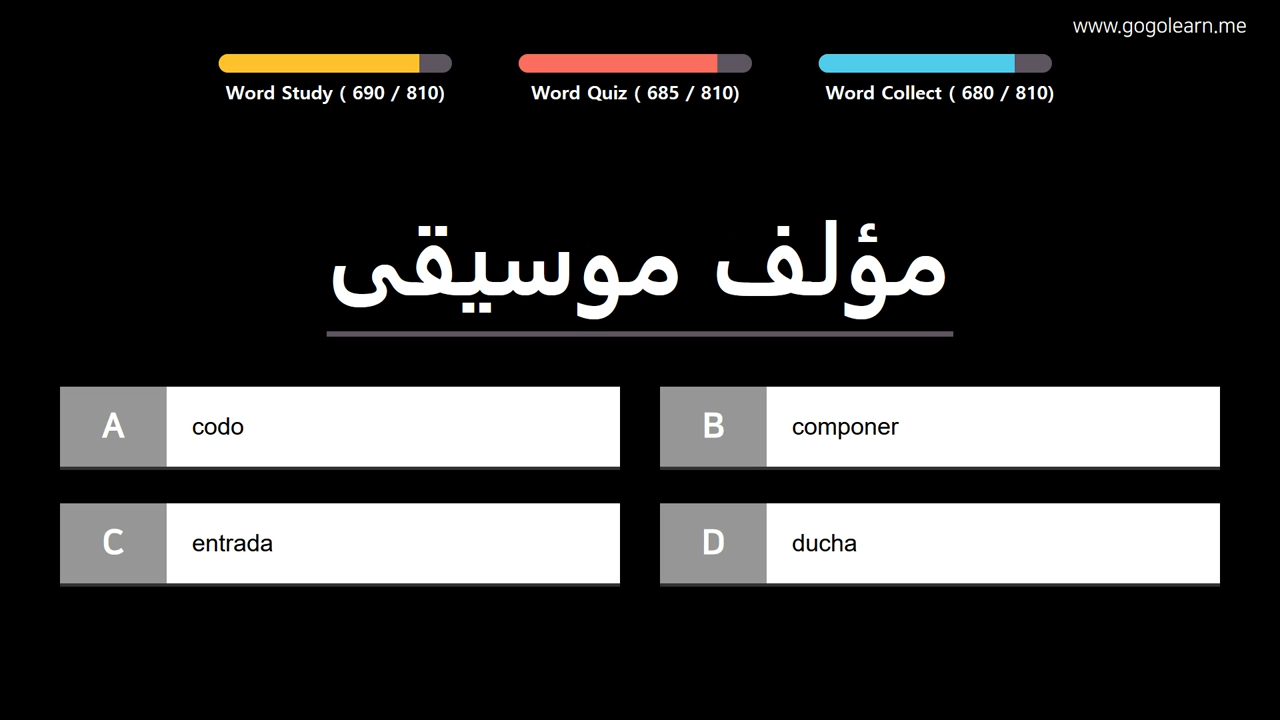 www.gogolearn.me
Word Study ( 690 / 810)
Word Quiz ( 685 / 810)
Word Collect ( 680 / 810)
مؤلف موسيقى
A codo
B componer
C entrada
D ducha